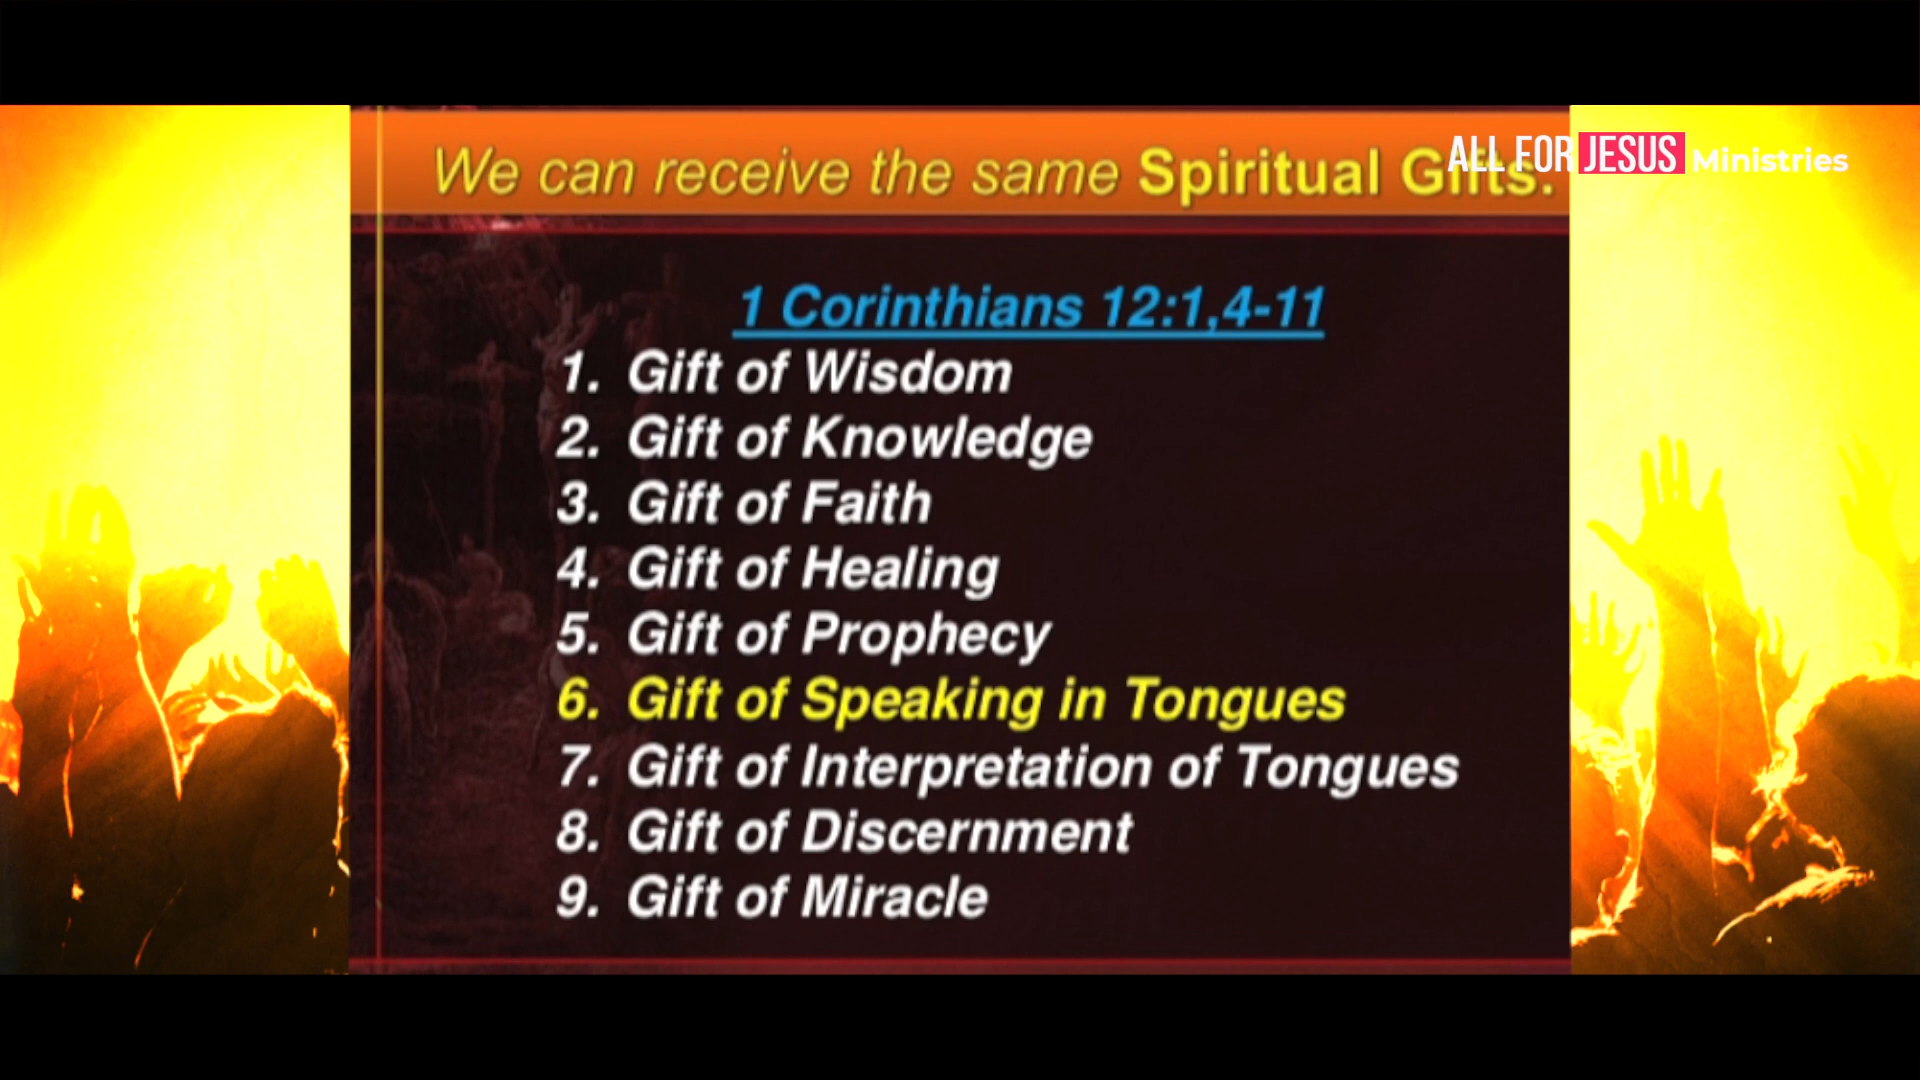 We can receive the same Spiritual Gifts.
ALL FOR JESUS Ministries
1 Corinthians 12:1,4-11
1. Gift of Wisdom
2. Gift of Knowledge
3. Gift of Faith
4. Gift of Healing
5. Gift of Prophecy
6. Gift of Speaking in Tongues
7. Gift of Interpretation of Tongues
8. Gift of Discernment
9. Gift of Miracle